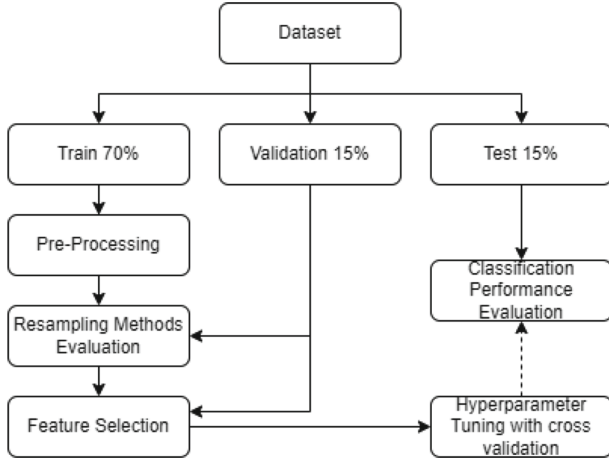 Dataset
Train 70%
Validation 15%
Test 15%
Pre-Processing
Classification
Performance
Evaluation
Resampling Methods
Evaluation
Feature Selection
Hyperparameter
Tuning with cross
validation